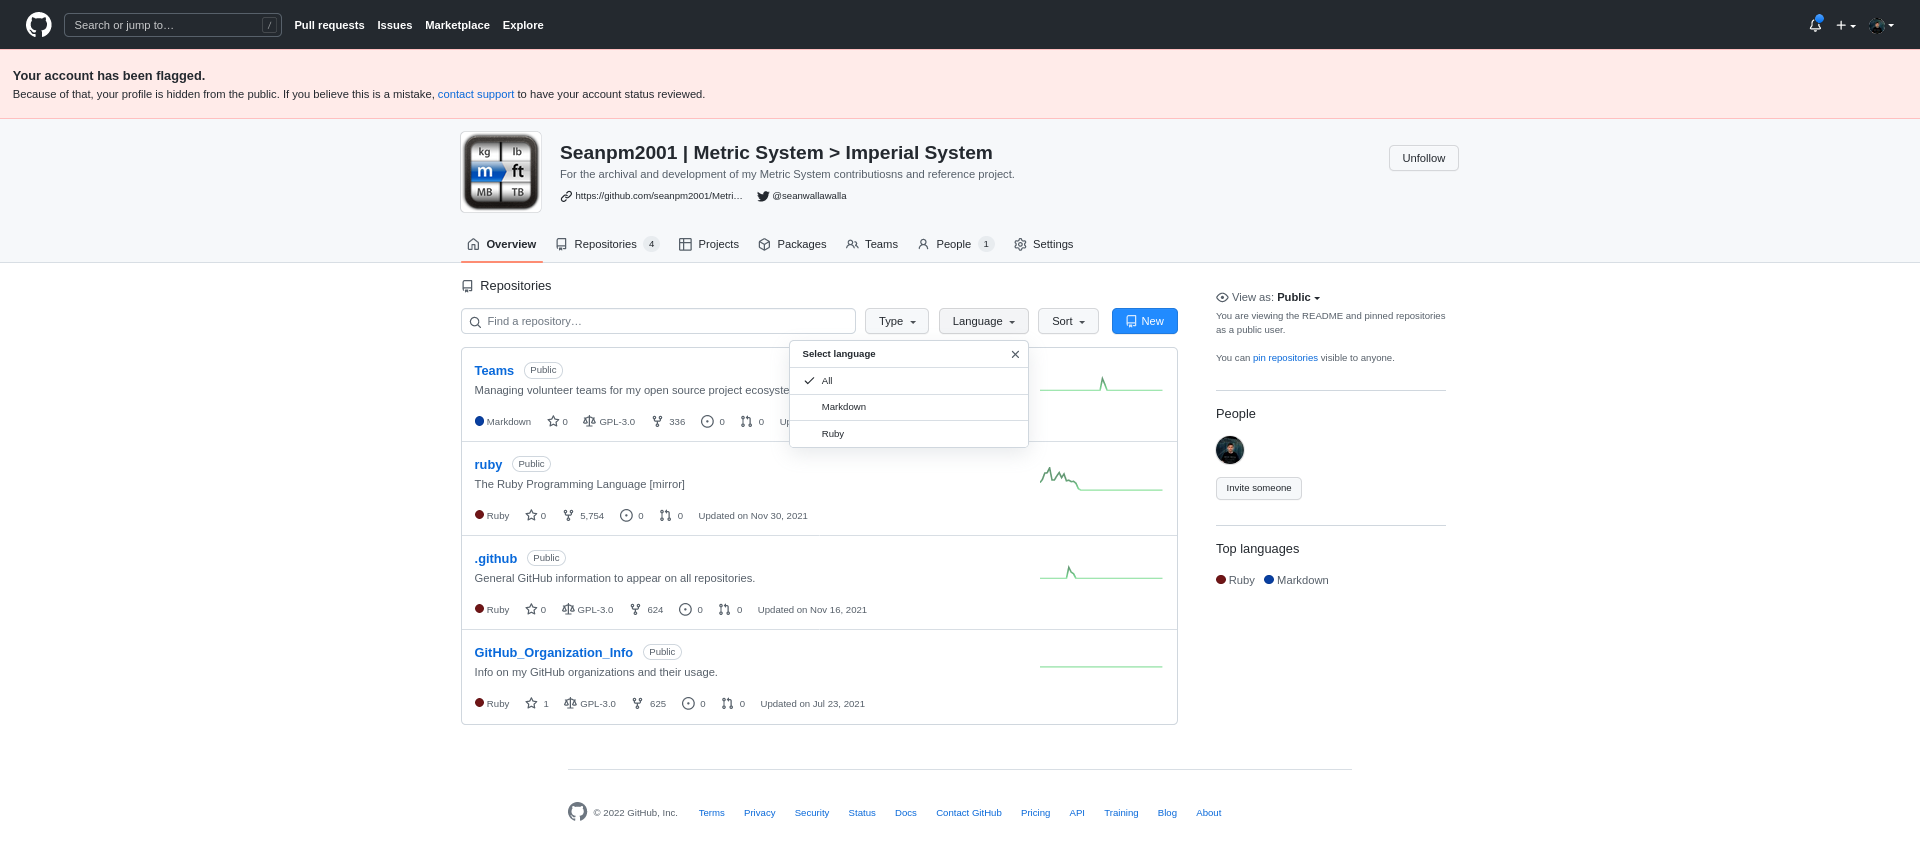 Search or jump to… /
Pull requests Issues Marketplace Explore
Your account has been flagged.
Because of that, your profile is hidden from the public. If you believe this is a mistake, contact support to have your account status reviewed.
kg lb
m ft
MB TB
Seanpm2001 | Metric System > Imperial System
For the archival and development of my Metric System contributiosns and reference project.
https://github.com/seanpm2001/Metri… @seanwallawalla
Unfollow
Overview Repositories 4 Projects Packages Teams People 1 Settings
Repositories
Find a repository…
Type Language Sort New
Select language
All
Markdown
Ruby
Teams Public
Managing volunteer teams for my open source project ecosyste
Markdown 0 GPL-3.0 336 0 0 Up
ruby Public
The Ruby Programming Language [mirror]
Ruby 0 5,754 0 0 Updated on Nov 30, 2021
.github Public
General GitHub information to appear on all repositories.
Ruby 0 GPL-3.0 624 0 0 Updated on Nov 16, 2021
GitHub_Organization_Info Public
Info on my GitHub organizations and their usage.
Ruby 1 GPL-3.0 625 0 0 Updated on Jul 23, 2021
View as: Public
You are viewing the README and pinned repositories
as a public user.
You can pin repositories visible to anyone.
People
Invite someone
Top languages
Ruby Markdown
© 2022 GitHub, Inc. Terms Privacy Security Status Docs Contact GitHub Pricing API Training Blog About